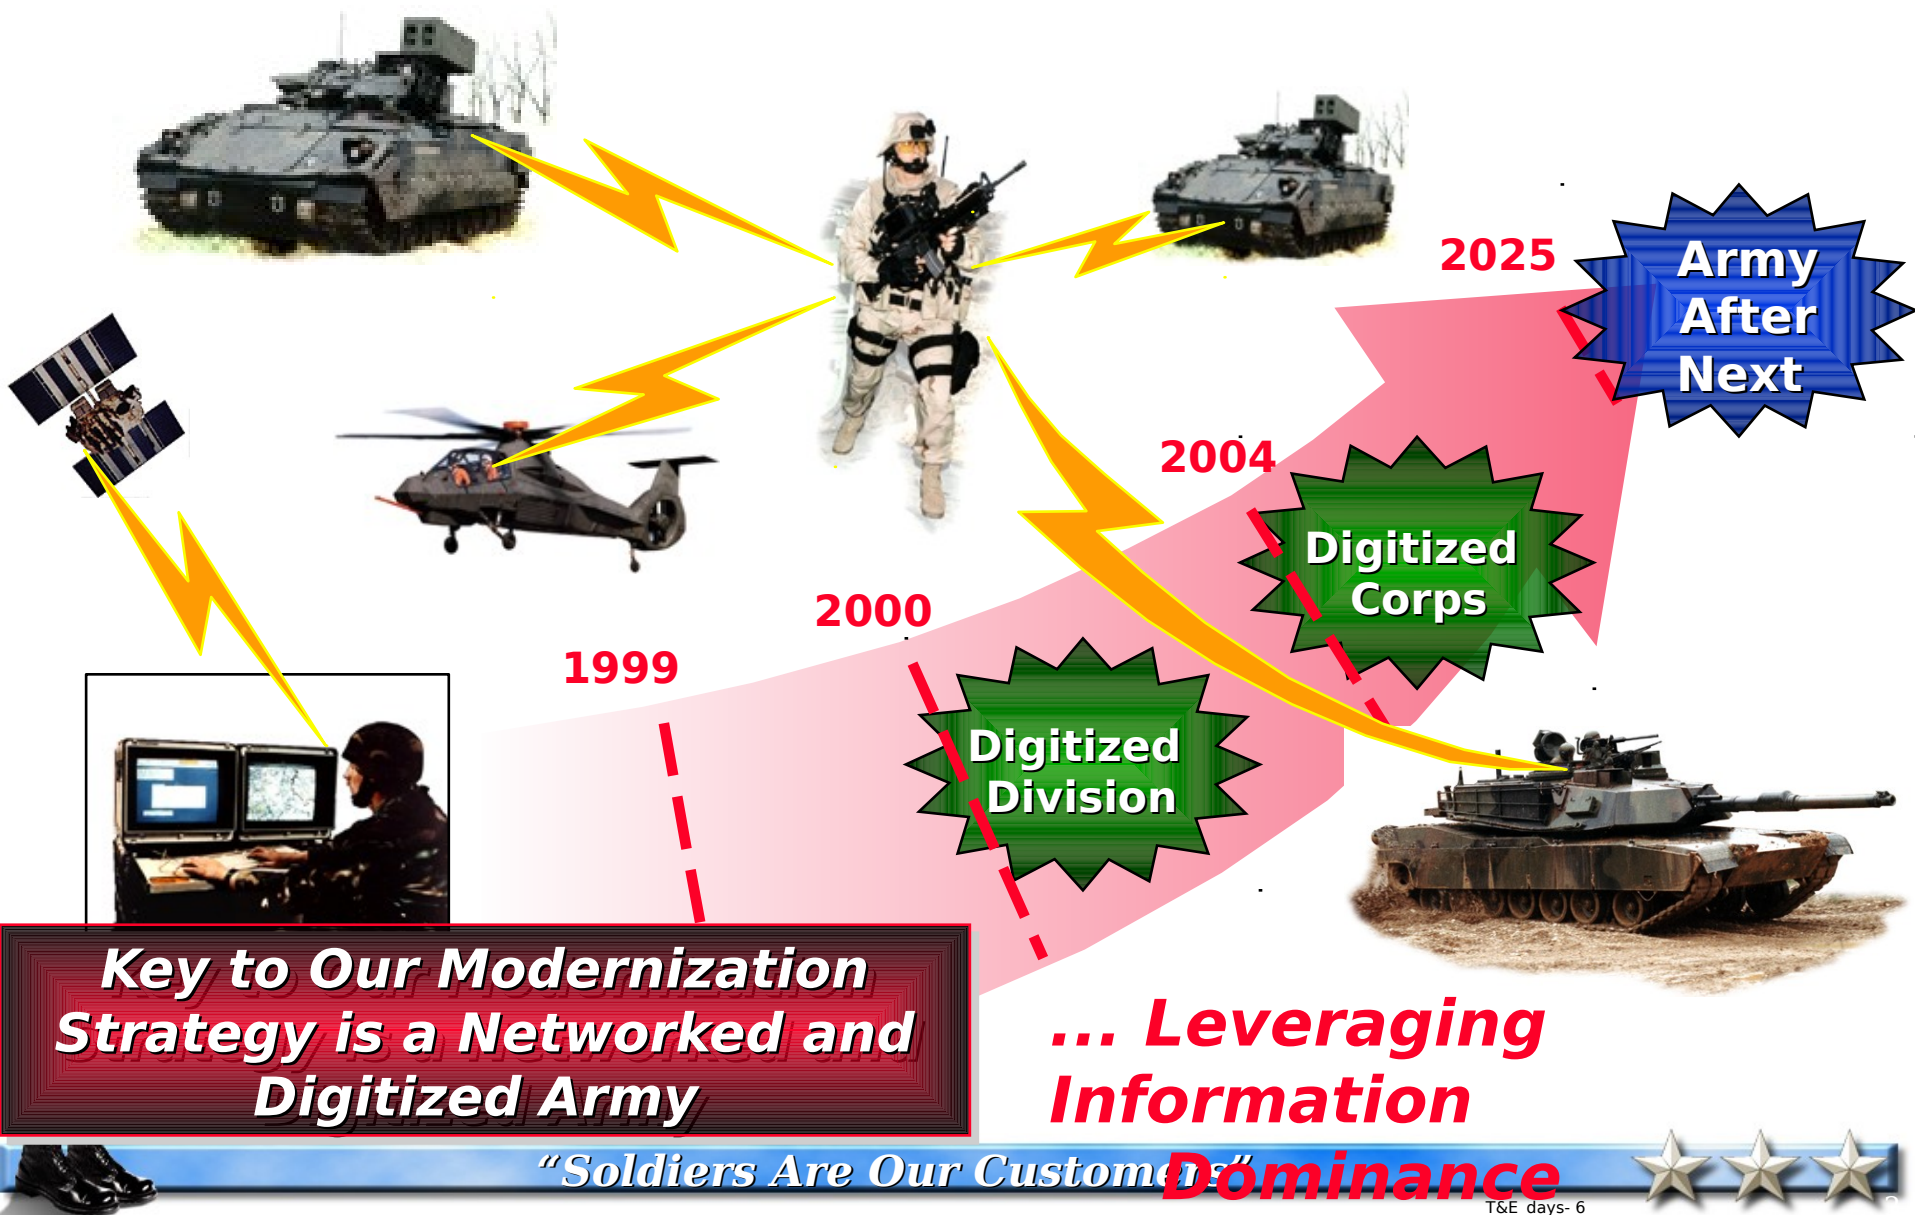 2025
Army
After
Next
2004
Digitized
Corps
2000
1999
Digitized
Division
Key to Our Modernization
Strategy is a Networked and
Digitized Army
... Leveraging
Information
Dominance
“Soldiers Are Our Customers”
T&E days- 6